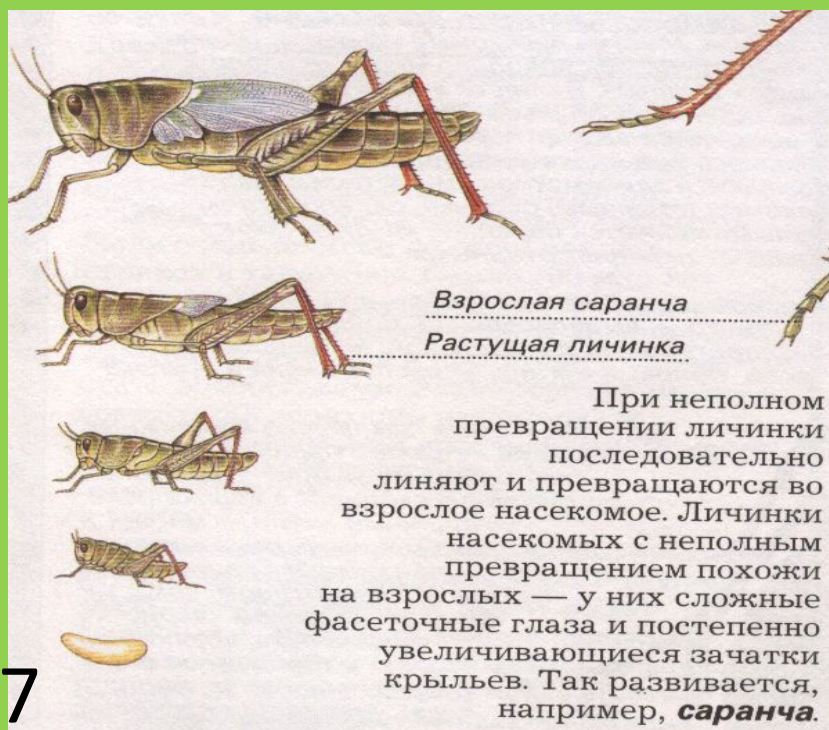 Взрослая саранча
Растущая личинка
При неполном
превращении личинки
последовательно
линяют и превращаются во
взрослое насекомое. Личинки
насекомых с неполным
превращением похожи
на взрослых — у них сложные
фасеточные глаза и постепенно
увеличивающиеся зачатки
крыльев. Так развивается,
например, саранча.
7